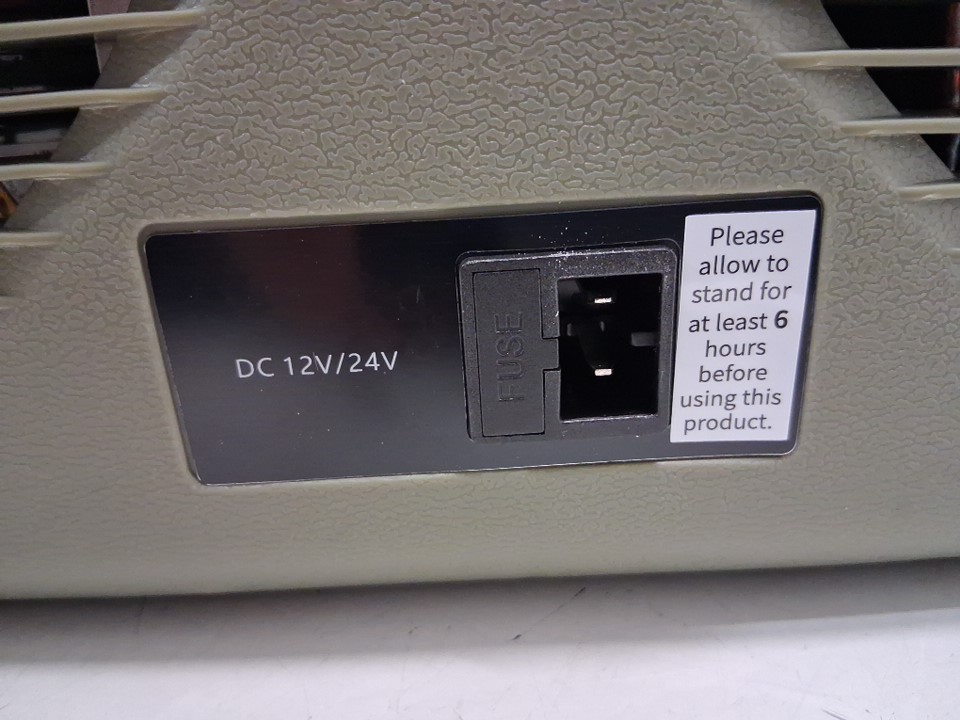 DC 12V/24V
FUSE
Please
allow to
stand for
at least 6
hours
before
using this
product.